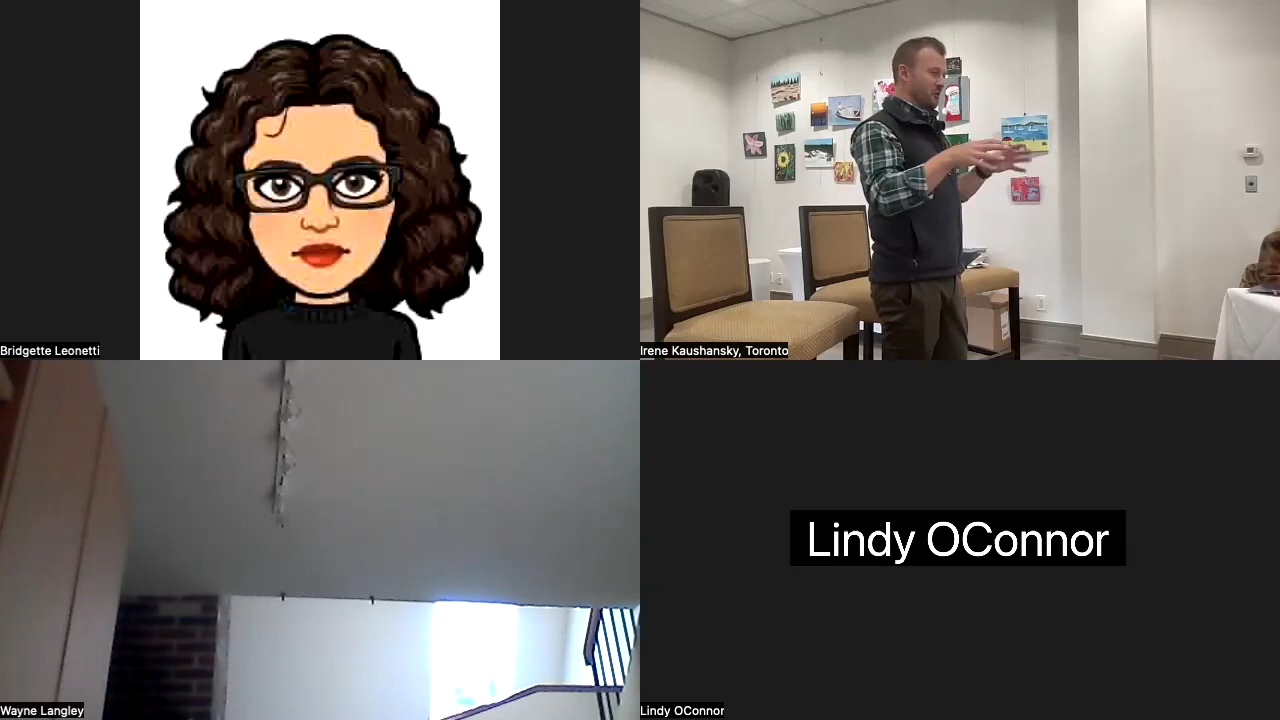 Bridgette Leonetti
Irene Kaushansky, Toronto
Wayne Langley
Lindy OConnor
Lindy OConnor